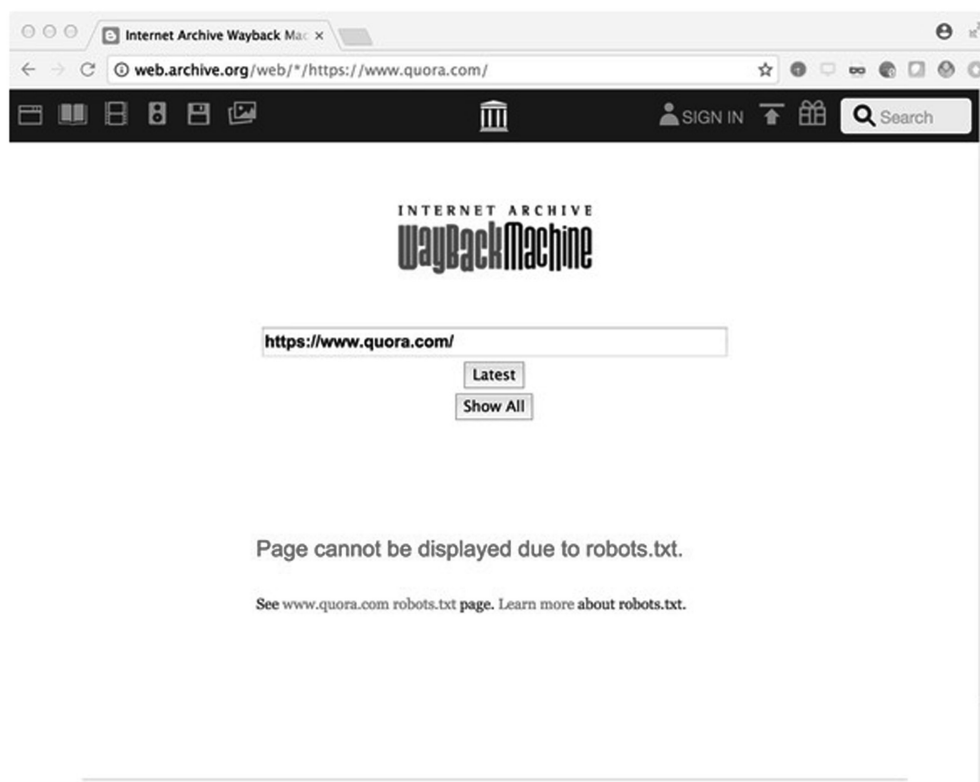 Internet Archive Wayback Mac ×
web.archive.org/web/*/https://www.quora.com/
SIGN IN
Search
INTERNET ARCHIVE
WayBackMachine
https://www.quora.com/
Latest
Show All
Page cannot be displayed due to robots.txt.
See www.quora.com robots.txt page. Learn more about robots.txt.